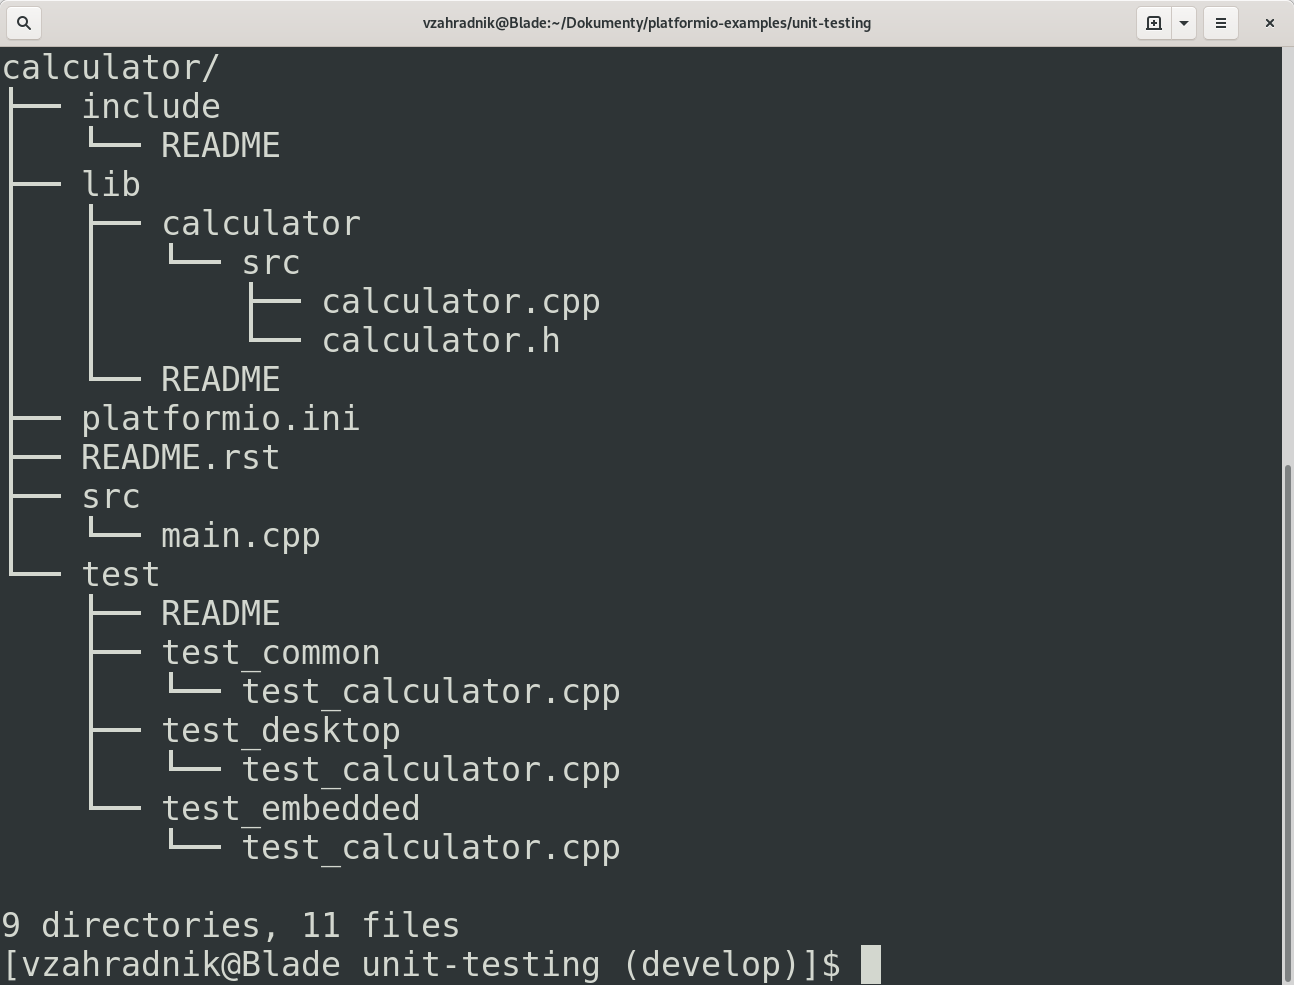 vzahradnik@Blade:~/Dokumenty/platformio-examples/unit-testing
calculator/
├── include
│   └── README
├── lib
│   ├── calculator
│   │   └── src
│   │       ├── calculator.cpp
│   │       └── calculator.h
│   └── README
├── platformio.ini
├── README.rst
├── src
│   └── main.cpp
└── test
    ├── README
    ├── test_common
    │   └── test_calculator.cpp
    ├── test_desktop
    │   └── test_calculator.cpp
    └── test_embedded
        └── test_calculator.cpp
9 directories, 11 files
[vzahradnik@Blade unit-testing (develop)]$